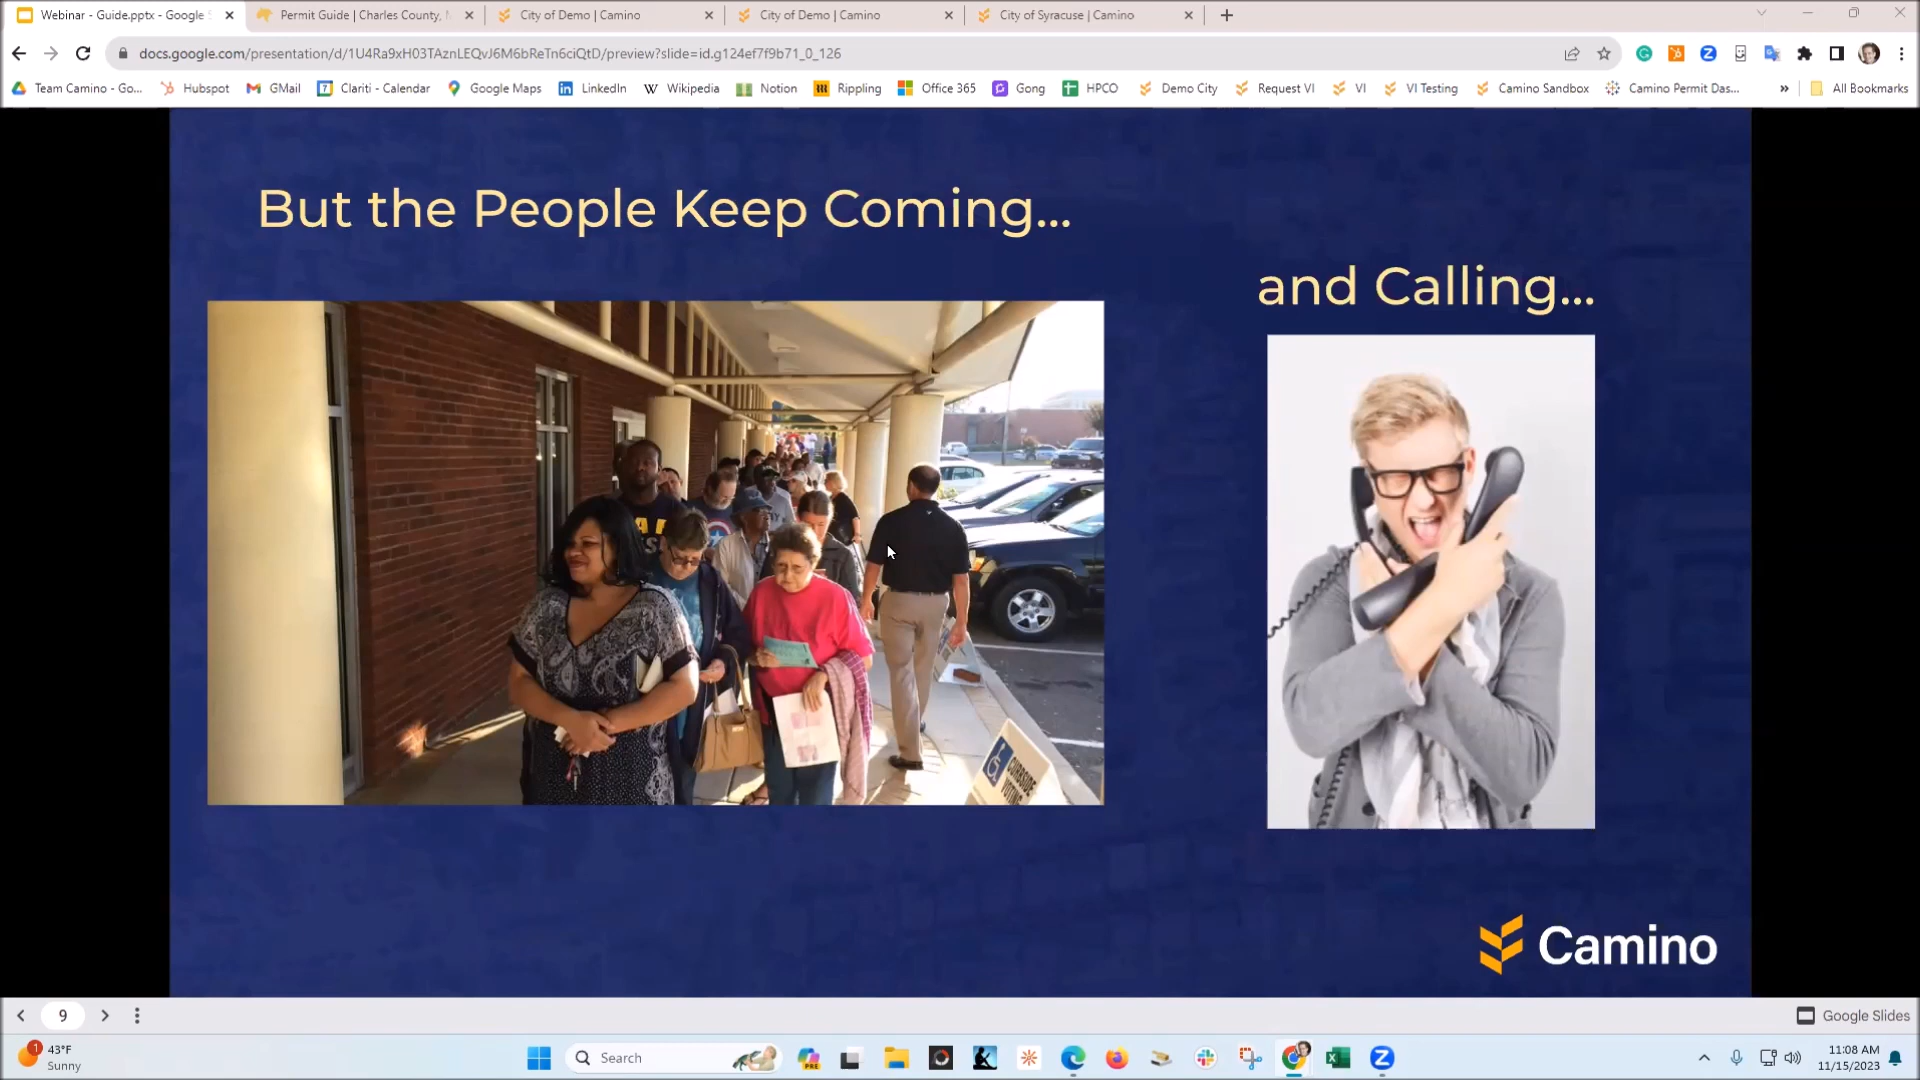 Webinar - Guide.pptx - Google S
Permit Guide | Charles County, M
City of Demo | Camino
City of Demo | Camino
City of Syracuse | Camino
docs.google.com/presentation/d/1U4Ra9xH03TAznLEQvJ6M6bReTn6ciQtD/preview?slide=id.g124ef7f9b71_0_126
Team Camino - Go...
Hubspot
GMail
Clariti - Calendar
Google Maps
LinkedIn
Wikipedia
Notion
Rippling
Office 365
Gong
HPCO
Demo City
Request VI
VI
VI Testing
Camino Sandbox
Camino Permit Das...
»
All Bookmarks
But the People Keep Coming...
and Calling...
CURBSIDE
VOTING
Camino
9
Google Slides
1
43°F
Sunny
Search
PRE
11:08 AM
11/15/2023